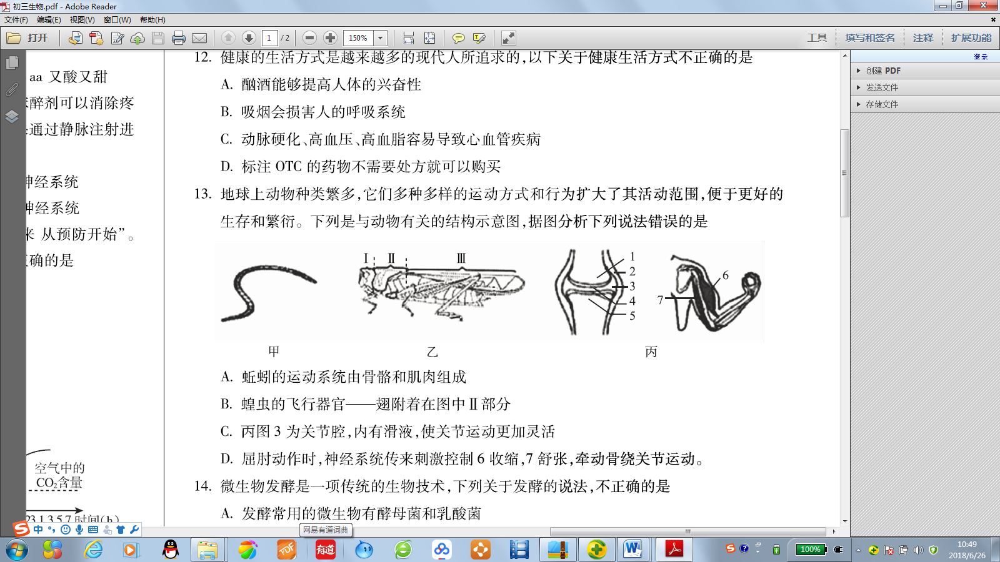 初三生物.pdf - Adobe Reader
文件(F) 编辑(E) 视图(V) 窗口(W) 帮助(H)
打开 1 / 2 150% 工具 填写和签名 注释 扩展功能
登录
创建 PDF
发送文件
存储文件
aa 又酸又甜
醉剂可以消除疼
通过静脉注射进
神经系统
神经系统
来 从预防开始”。
确的是
空气中的
CO₂含量
23 1 3 5 7 时间(h)
12. 健康的生活方式是越来越多的现代人所追求的,以下关于健康生活方式不正确的是
A. 酗酒能够提高人体的兴奋性
B. 吸烟会损害人的呼吸系统
C. 动脉硬化、高血压、高血脂容易导致心血管疾病
D. 标注 OTC 的药物不需要处方就可以购买
13. 地球上动物种类繁多,它们多种多样的运动方式和行为扩大了其活动范围,便于更好的
生存和繁衍。下列是与动物有关的结构示意图,据图分析下列说法错误的是
Ⅰ Ⅱ Ⅲ
1
2
3
4
5
6
7
甲 乙 丙
A. 蚯蚓的运动系统由骨骼和肌肉组成
B. 蝗虫的飞行器官——翅附着在图中Ⅱ部分
C. 丙图 3 为关节腔,内有滑液,使关节运动更加灵活
D. 屈肘动作时,神经系统传来刺激控制 6 收缩,7 舒张,牵动骨绕关节运动。
14. 微生物发酵是一项传统的生物技术,下列关于发酵的说法,不正确的是
A. 发酵常用的微生物有酵母菌和乳酸菌
中
网易有道词典
PDF
有道
100%
10:49
2018/6/26